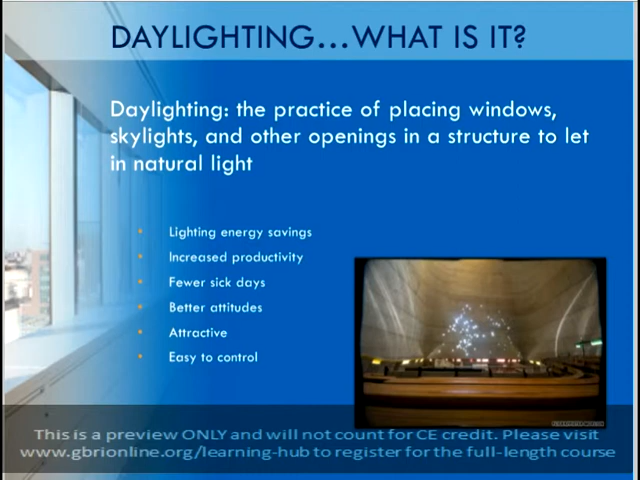 DAYLIGHTING...WHAT IS IT?
Daylighting: the practice of placing windows,
skylights, and other openings in a structure to let
in natural light
• Lighting energy savings
• Increased productivity
• Fewer sick days
• Better attitudes
• Attractive
• Easy to control
This is a preview ONLY and will not count for CE credit. Please visit
www.gbrionline.org/learning-hub to register for the full-length course